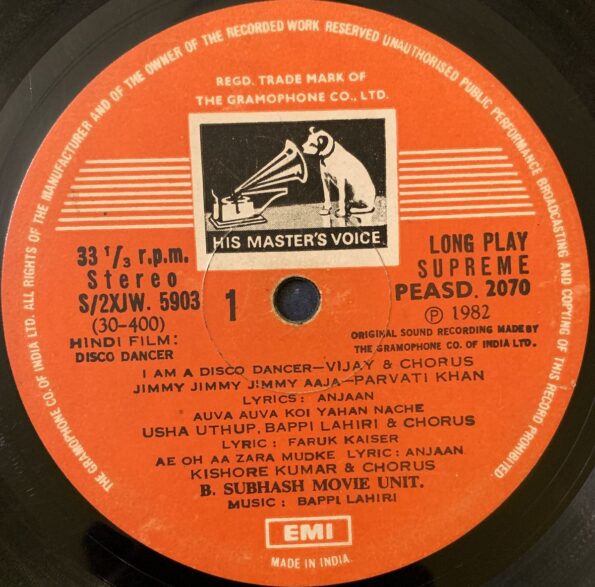 THE GRAMOPHONE CO. OF INDIA LTD. ALL RIGHTS OF THE MANUFACTURER AND OF THE OWNER OF THE RECORDED WORK RESERVED UNAUTHORISED PUBLIC PERFORMANCE BROADCASTING AND COPYING OF THIS RECORD PROHIBITED
REGD. TRADE MARK OF
THE GRAMOPHONE CO., LTD.
HIS MASTER'S VOICE
33 1/3 r.p.m.
Stereo
S/2XJW. 5903
(30-400)
HINDI FILM:
DISCO DANCER
1
LONG PLAY
SUPREME
PEASD. 2070
℗ 1982
ORIGINAL SOUND RECORDING MADE BY
THE GRAMOPHONE CO. OF INDIA LTD.
I AM A DISCO DANCER—VIJAY & CHORUS
JIMMY JIMMY JIMMY AAJA—PARVATI KHAN
LYRICS: ANJAAN
AUVA AUVA KOI YAHAN NACHE
USHA UTHUP, BAPPI LAHIRI & CHORUS
LYRIC: FARUK KAISER
AE OH AA ZARA MUDKE LYRIC: ANJAAN
KISHORE KUMAR & CHORUS
B. SUBHASH MOVIE UNIT.
MUSIC: BAPPI LAHIRI
EMI
MADE IN INDIA